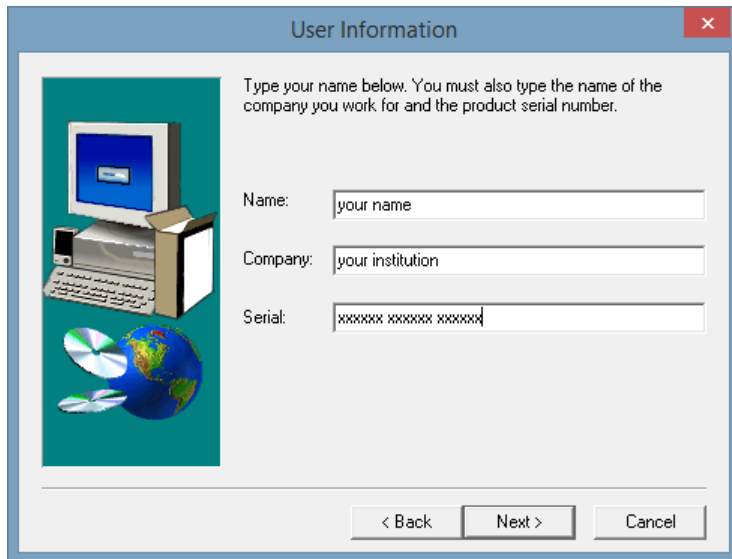 User Information
Type your name below. You must also type the name of the
company you work for and the product serial number.
Name: your name
Company: your institution
Serial: xxxxxx xxxxxx xxxxxx
< Back Next > Cancel